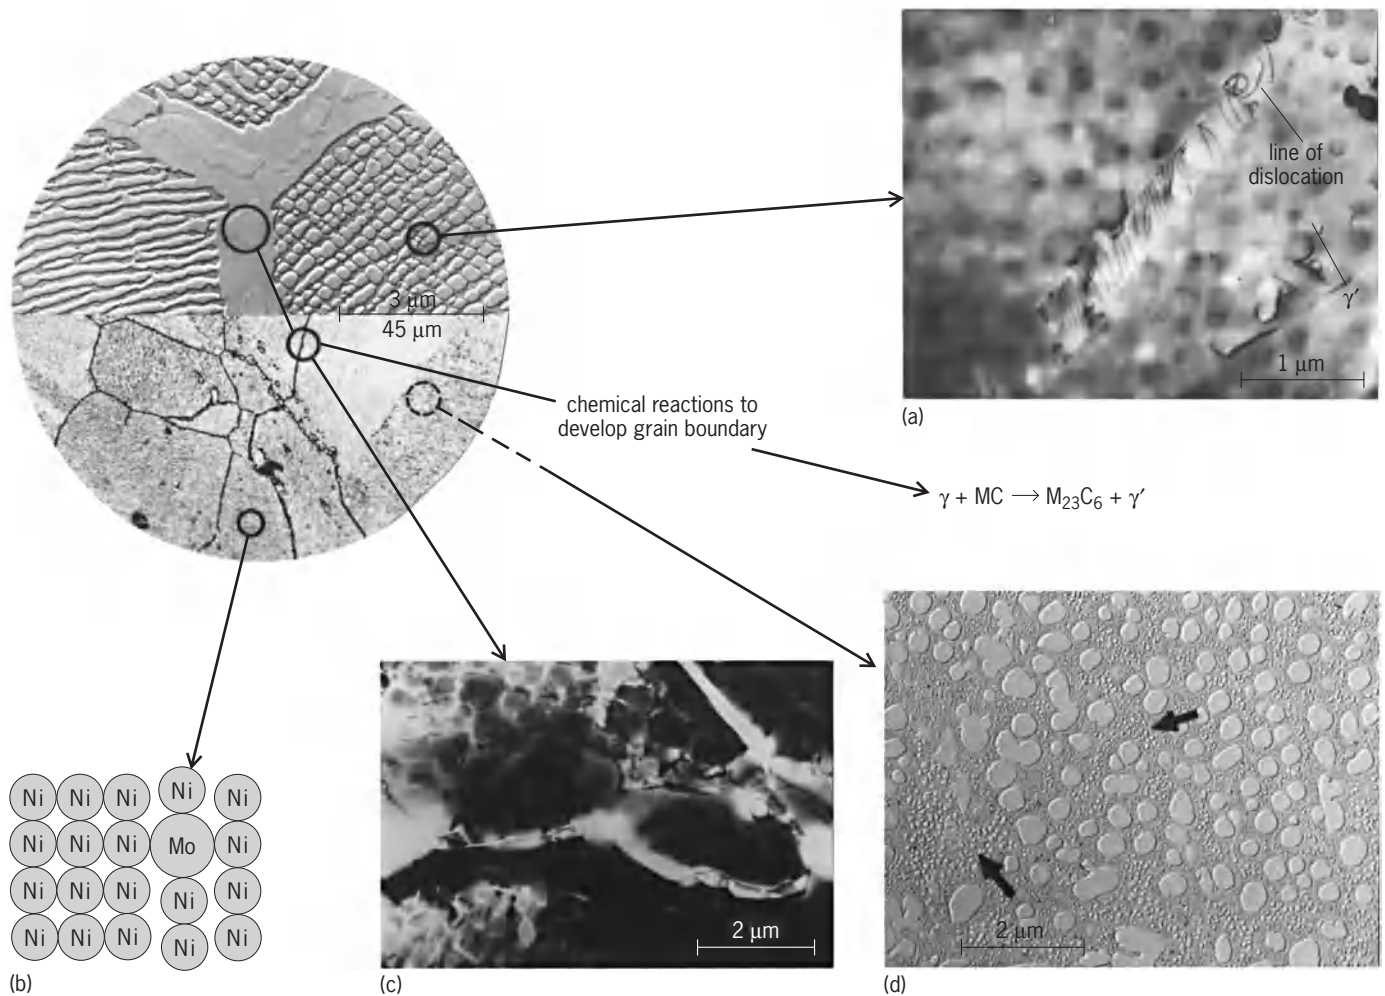 3 μm
45 μm
line of
dislocation
γ′
1 μm
(a)
chemical reactions to
develop grain boundary
γ + MC → M₂₃C₆ + γ′
Ni Ni Ni Ni Ni
Ni Ni Ni Mo Ni
Ni Ni Ni Ni Ni
Ni Ni Ni Ni Ni
(b)
2 μm
(c)
2 μm
(d)